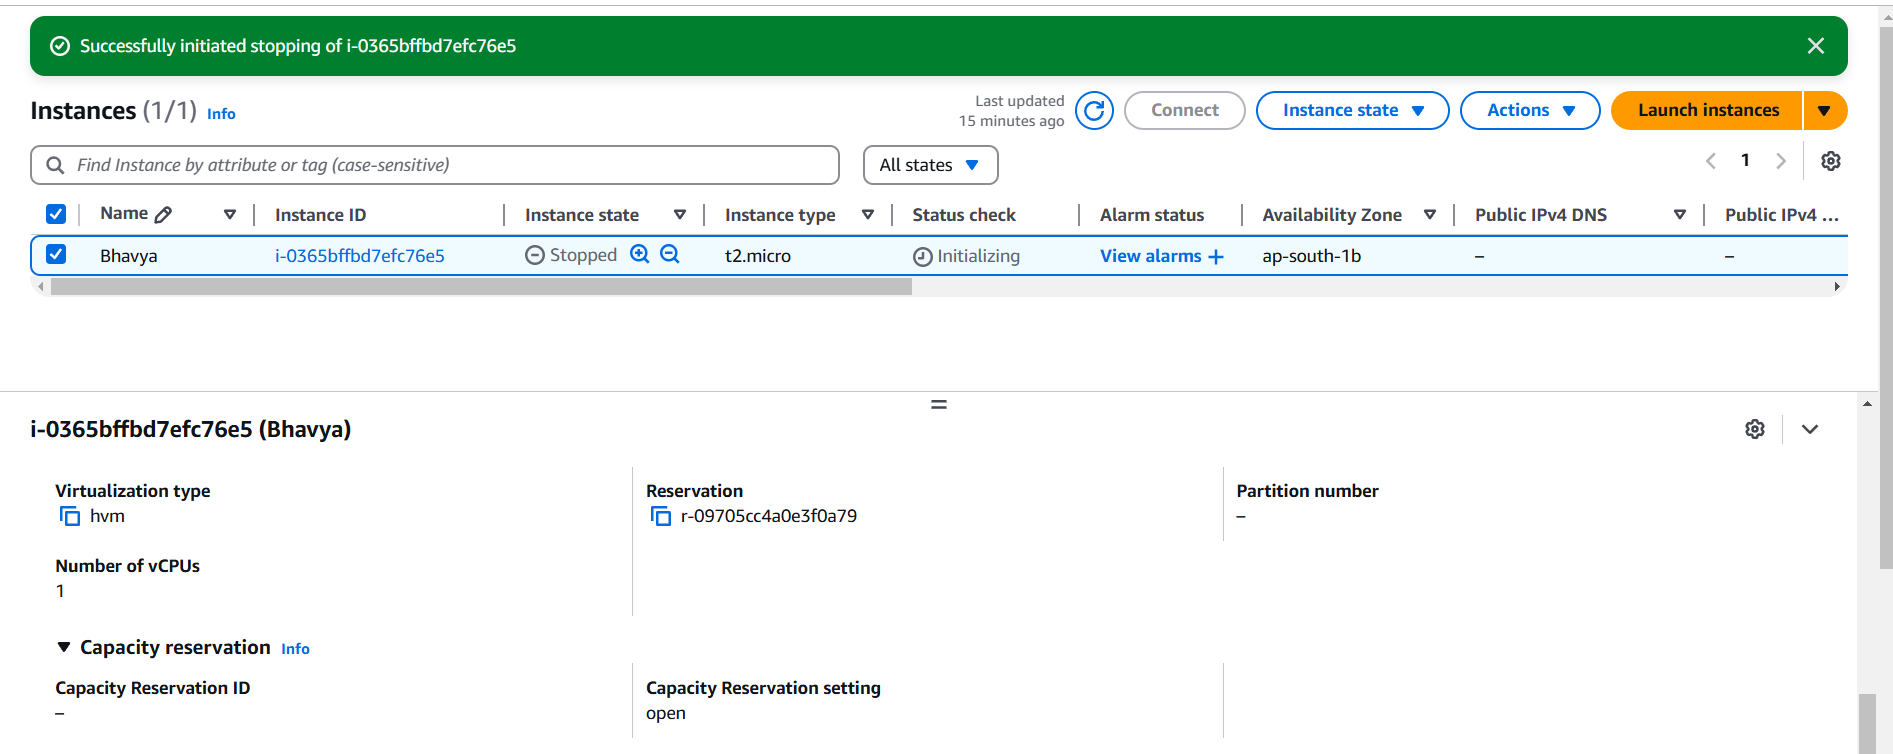 Successfully initiated stopping of i-0365bffbd7efc76e5
Instances (1/1) Info
Last updated
15 minutes ago
Connect
Instance state
Actions
Launch instances
Find Instance by attribute or tag (case-sensitive)
All states
1
Name Instance ID Instance state Instance type Status check Alarm status Availability Zone Public IPv4 DNS Public IPv4 ...
Bhavya i-0365bffbd7efc76e5 Stopped t2.micro Initializing View alarms + ap-south-1b – –
i-0365bffbd7efc76e5 (Bhavya)
Virtualization type Reservation Partition number
hvm r-09705cc4a0e3f0a79 –
Number of vCPUs
1
Capacity reservation Info
Capacity Reservation ID Capacity Reservation setting
– open